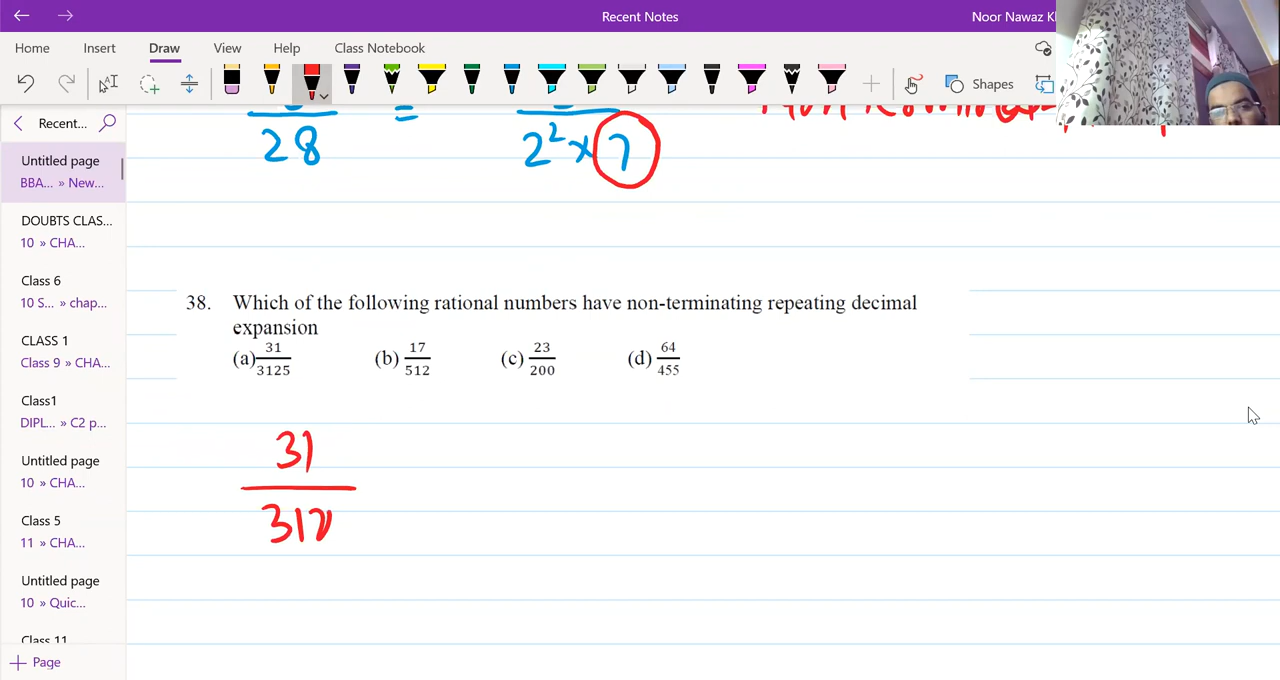 Recent Notes
Noor Nawaz Kh
Home Insert Draw View Help Class Notebook
Shapes
Recent...
Untitled page
BBA... » New...
DOUBTS CLAS...
10 » CHA...
Class 6
10 S... » chap...
CLASS 1
Class 9 » CHA...
Class1
DIPL... » C2 p...
Untitled page
10 » CHA...
Class 5
11 » CHA...
Untitled page
10 » Quic...
Class 11
Page
28 = 2² × 7
38. Which of the following rational numbers have non-terminating repeating decimal
expansion
(a) 31/3125 (b) 17/512 (c) 23/200 (d) 64/455
31
312